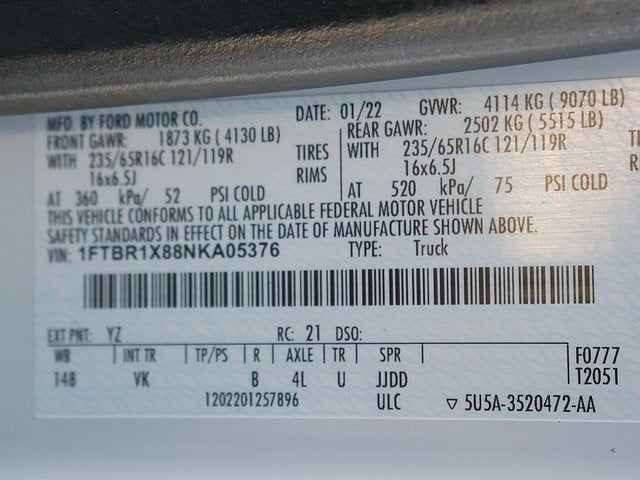 MFD. BY FORD MOTOR CO. DATE: 01/22 GVWR: 4114 KG ( 9070 LB)
FRONT GAWR: 1873 KG ( 4130 LB) REAR GAWR: 2502 KG ( 5515 LB)
WITH 235/65R16C 121/119R TIRES WITH 235/65R16C 121/119R
16x6.5J RIMS 16x6.5J
AT 360 kPa/ 52 PSI COLD AT 520 kPa/ 75 PSI COLD
THIS VEHICLE CONFORMS TO ALL APPLICABLE FEDERAL MOTOR VEHICLE
SAFETY STANDARDS IN EFFECT ON THE DATE OF MANUFACTURE SHOWN ABOVE.
VIN: 1FTBR1X88NKA05376 TYPE: Truck
EXT PNT: YZ RC: 21 DSO:
WB INT TR TP/PS R AXLE TR SPR F0777
148 VK B 4L U JJDD T2051
1202201257896 ULC ▽ 5U5A-3520472-AA